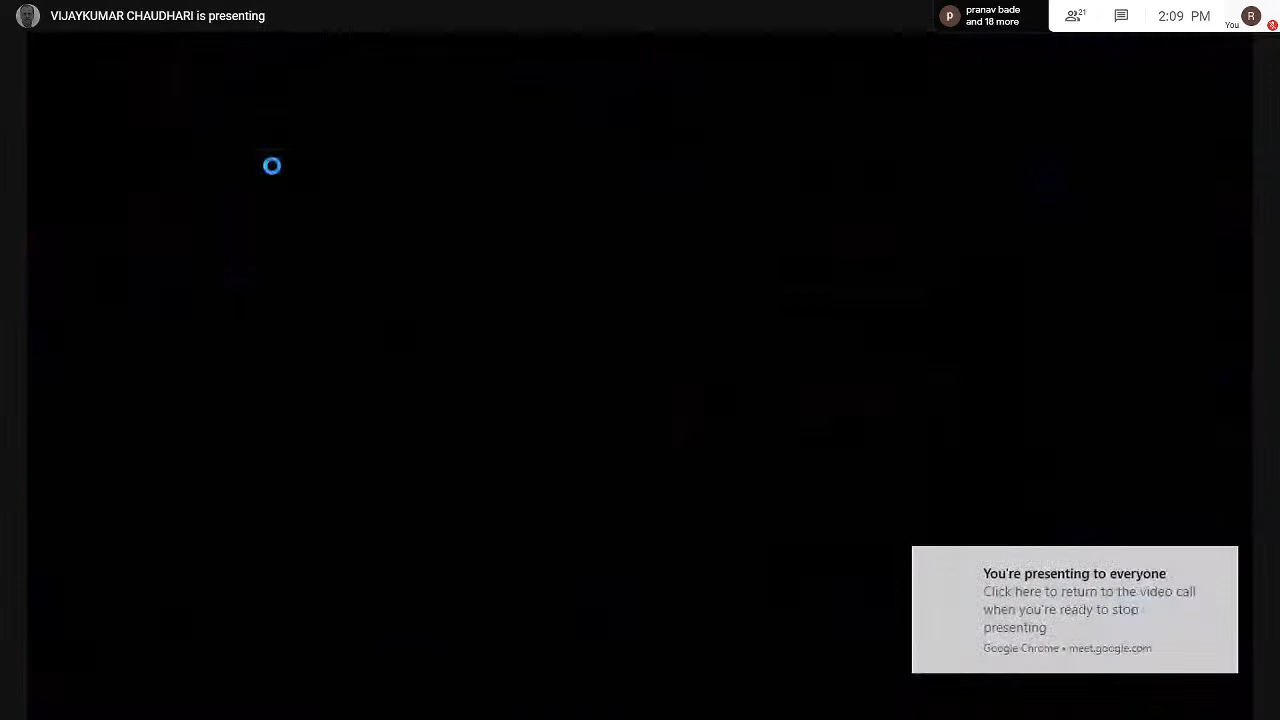 VIJAYKUMAR CHAUDHARI is presenting
p
pranav bade
and 18 more
21
2:09 PM
You
R
You're presenting to everyone
Click here to return to the video call
when you're ready to stop
presenting
Google Chrome • meet.google.com